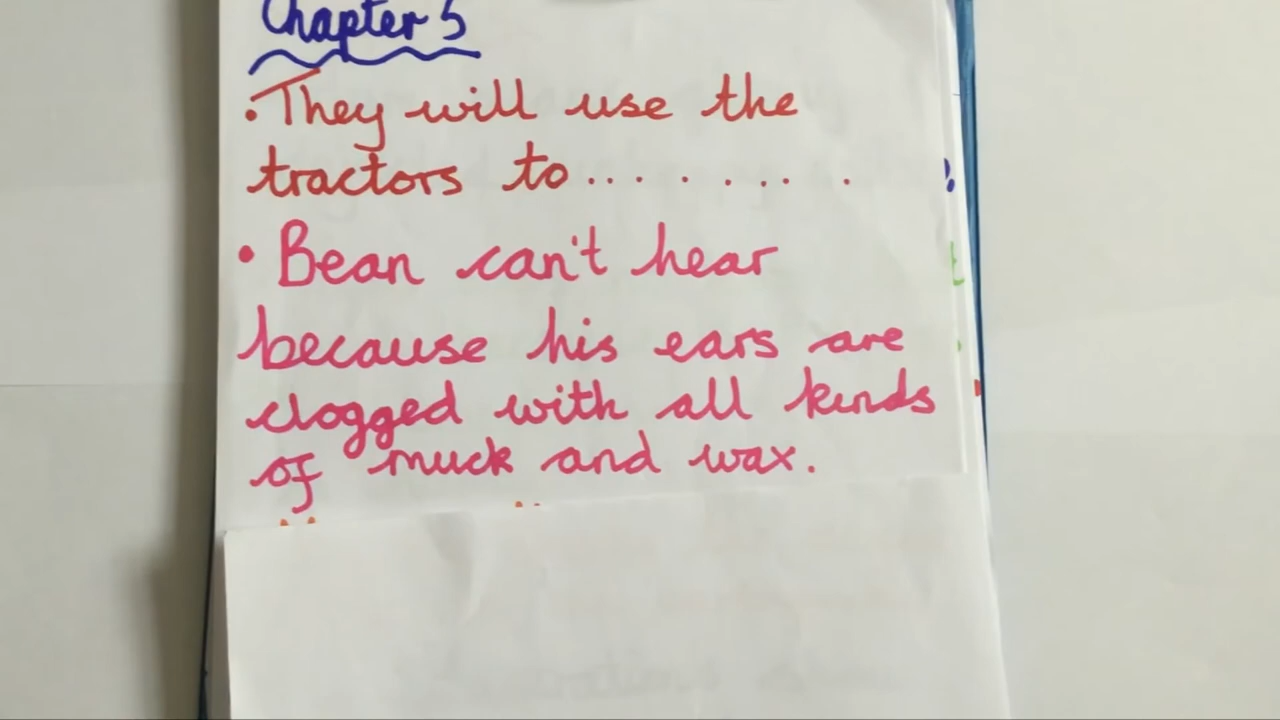 Chapter 5
• They will use the
tractors to.........
• Bean can't hear
because his ears are
clogged with all kinds
of muck and wax.